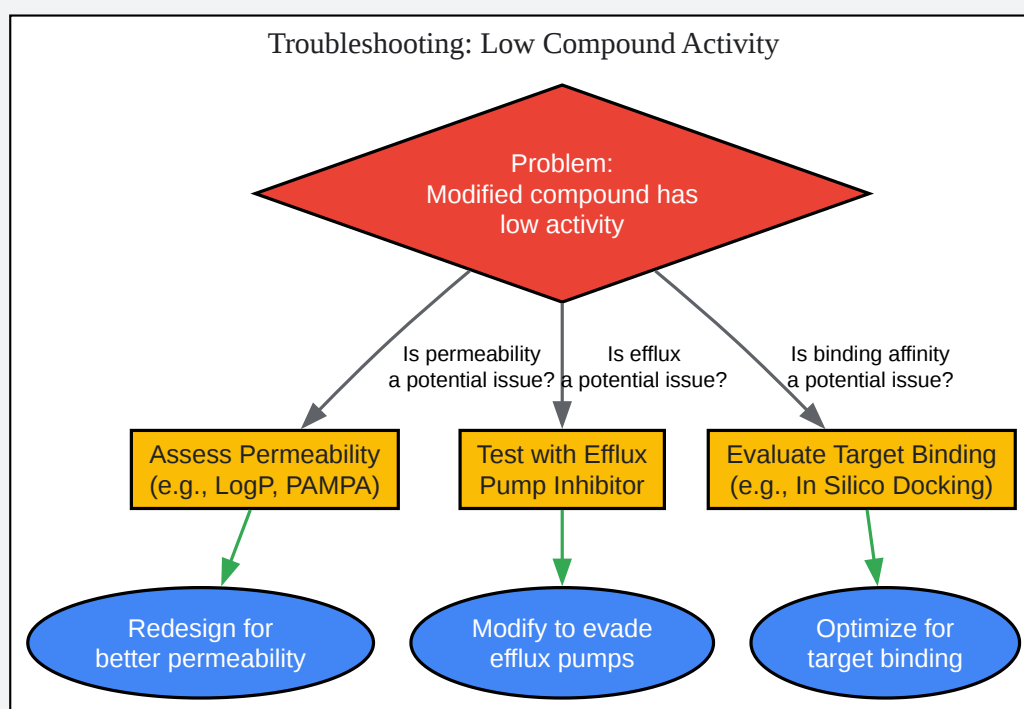 Troubleshooting: Low Compound Activity
Problem:
Modified compound has
low activity
Is permeability
a potential issue?
Is efflux
a potential issue?
Is binding affinity
a potential issue?
Assess Permeability
(e.g., LogP, PAMPA)
Test with Efflux
Pump Inhibitor
Evaluate Target Binding
(e.g., In Silico Docking)
Redesign for
better permeability
Modify to evade
efflux pumps
Optimize for
target binding